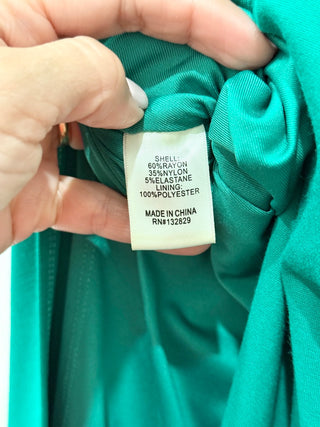 SHELL:
60%RAYON
35%NYLON
5%ELASTANE
LINING:
100%POLYESTER
MADE IN CHINA
RN#132829